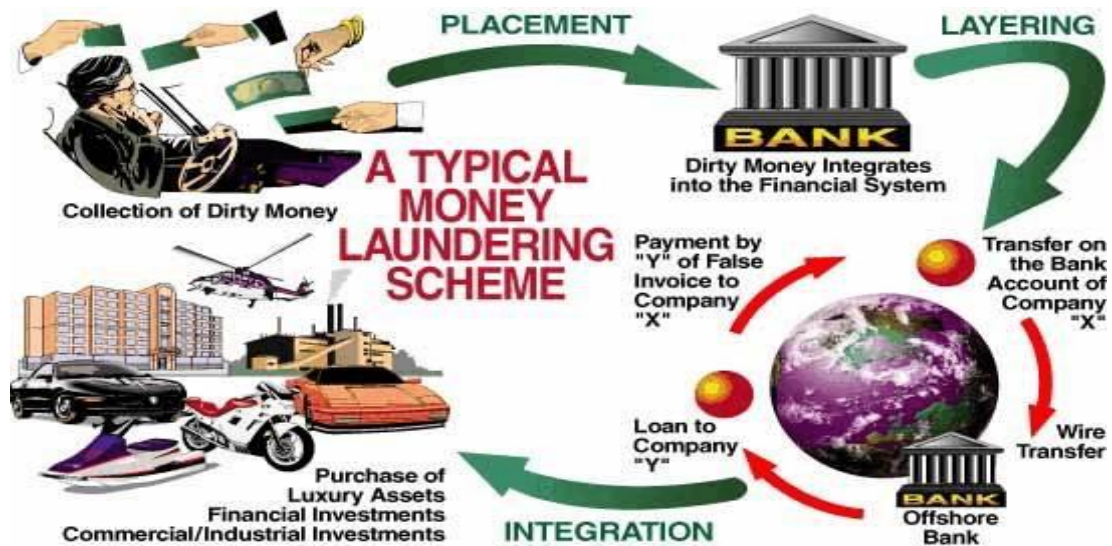 PLACEMENT
LAYERING
BANK
Dirty Money Integrates
into the Financial System
Collection of Dirty Money
A TYPICAL
MONEY
LAUNDERING
SCHEME
Payment by
"Y" of False
Invoice to
Company
"X"
Transfer on
the Bank
Account of
Company
"X"
Loan to
Company
"Y"
Wire
Transfer
BANK
Offshore
Bank
Purchase of
Luxury Assets
Financial Investments
Commercial/Industrial Investments
INTEGRATION